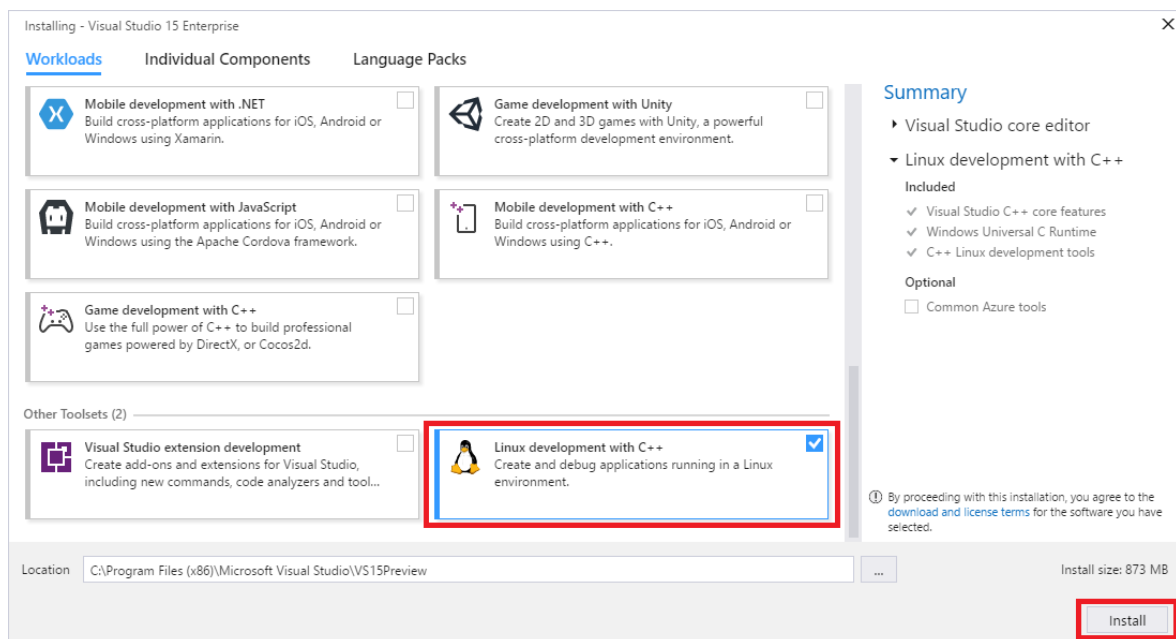 Installing - Visual Studio 15 Enterprise
Workloads
Individual Components
Language Packs
Mobile development with .NET
Build cross-platform applications for iOS, Android or
Windows using Xamarin.
Game development with Unity
Create 2D and 3D games with Unity, a powerful
cross-platform development environment.
Mobile development with JavaScript
Build cross-platform applications for iOS, Android or
Windows using the Apache Cordova framework.
Mobile development with C++
Build cross-platform applications for iOS, Android or
Windows using C++.
Game development with C++
Use the full power of C++ to build professional
games powered by DirectX, or Cocos2d.
Other Toolsets (2)
Visual Studio extension development
Create add-ons and extensions for Visual Studio,
including new commands, code analyzers and tool...
Linux development with C++
Create and debug applications running in a Linux
environment.
Summary
Visual Studio core editor
Linux development with C++
Included
Visual Studio C++ core features
Windows Universal C Runtime
C++ Linux development tools
Optional
Common Azure tools
By proceeding with this installation, you agree to the
download and license terms for the software you have
selected.
Location
C:\Program Files (x86)\Microsoft Visual Studio\VS15Preview
...
Install size: 873 MB
Install